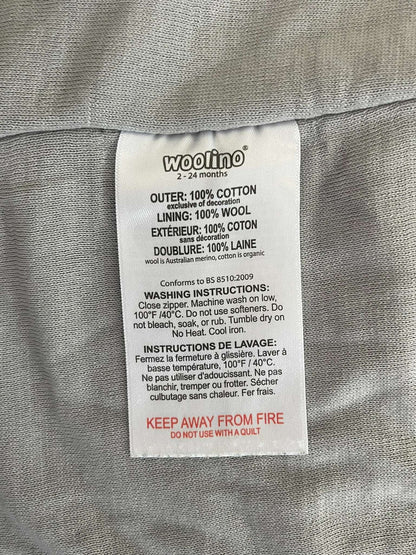 woolino®
2 - 24 months
OUTER: 100% COTTON
exclusive of decoration
LINING: 100% WOOL
EXTÉRIEUR: 100% COTON
sans décoration
DOUBLURE: 100% LAINE
wool is Australian merino, cotton is organic
Conforms to BS 8510:2009
WASHING INSTRUCTIONS:
Close zipper. Machine wash on low,
100°F /40°C. Do not use softeners. Do
not bleach, soak, or rub. Tumble dry on
No Heat. Cool iron.
INSTRUCTIONS DE LAVAGE:
Fermez la fermeture à glissière. Laver à
basse température, 100°F / 40°C.
Ne pas utiliser d'adoucissant. Ne pas
blanchir, tremper ou frotter. Sécher
culbutage sans chaleur. Fer frais.
KEEP AWAY FROM FIRE
DO NOT USE WITH A QUILT